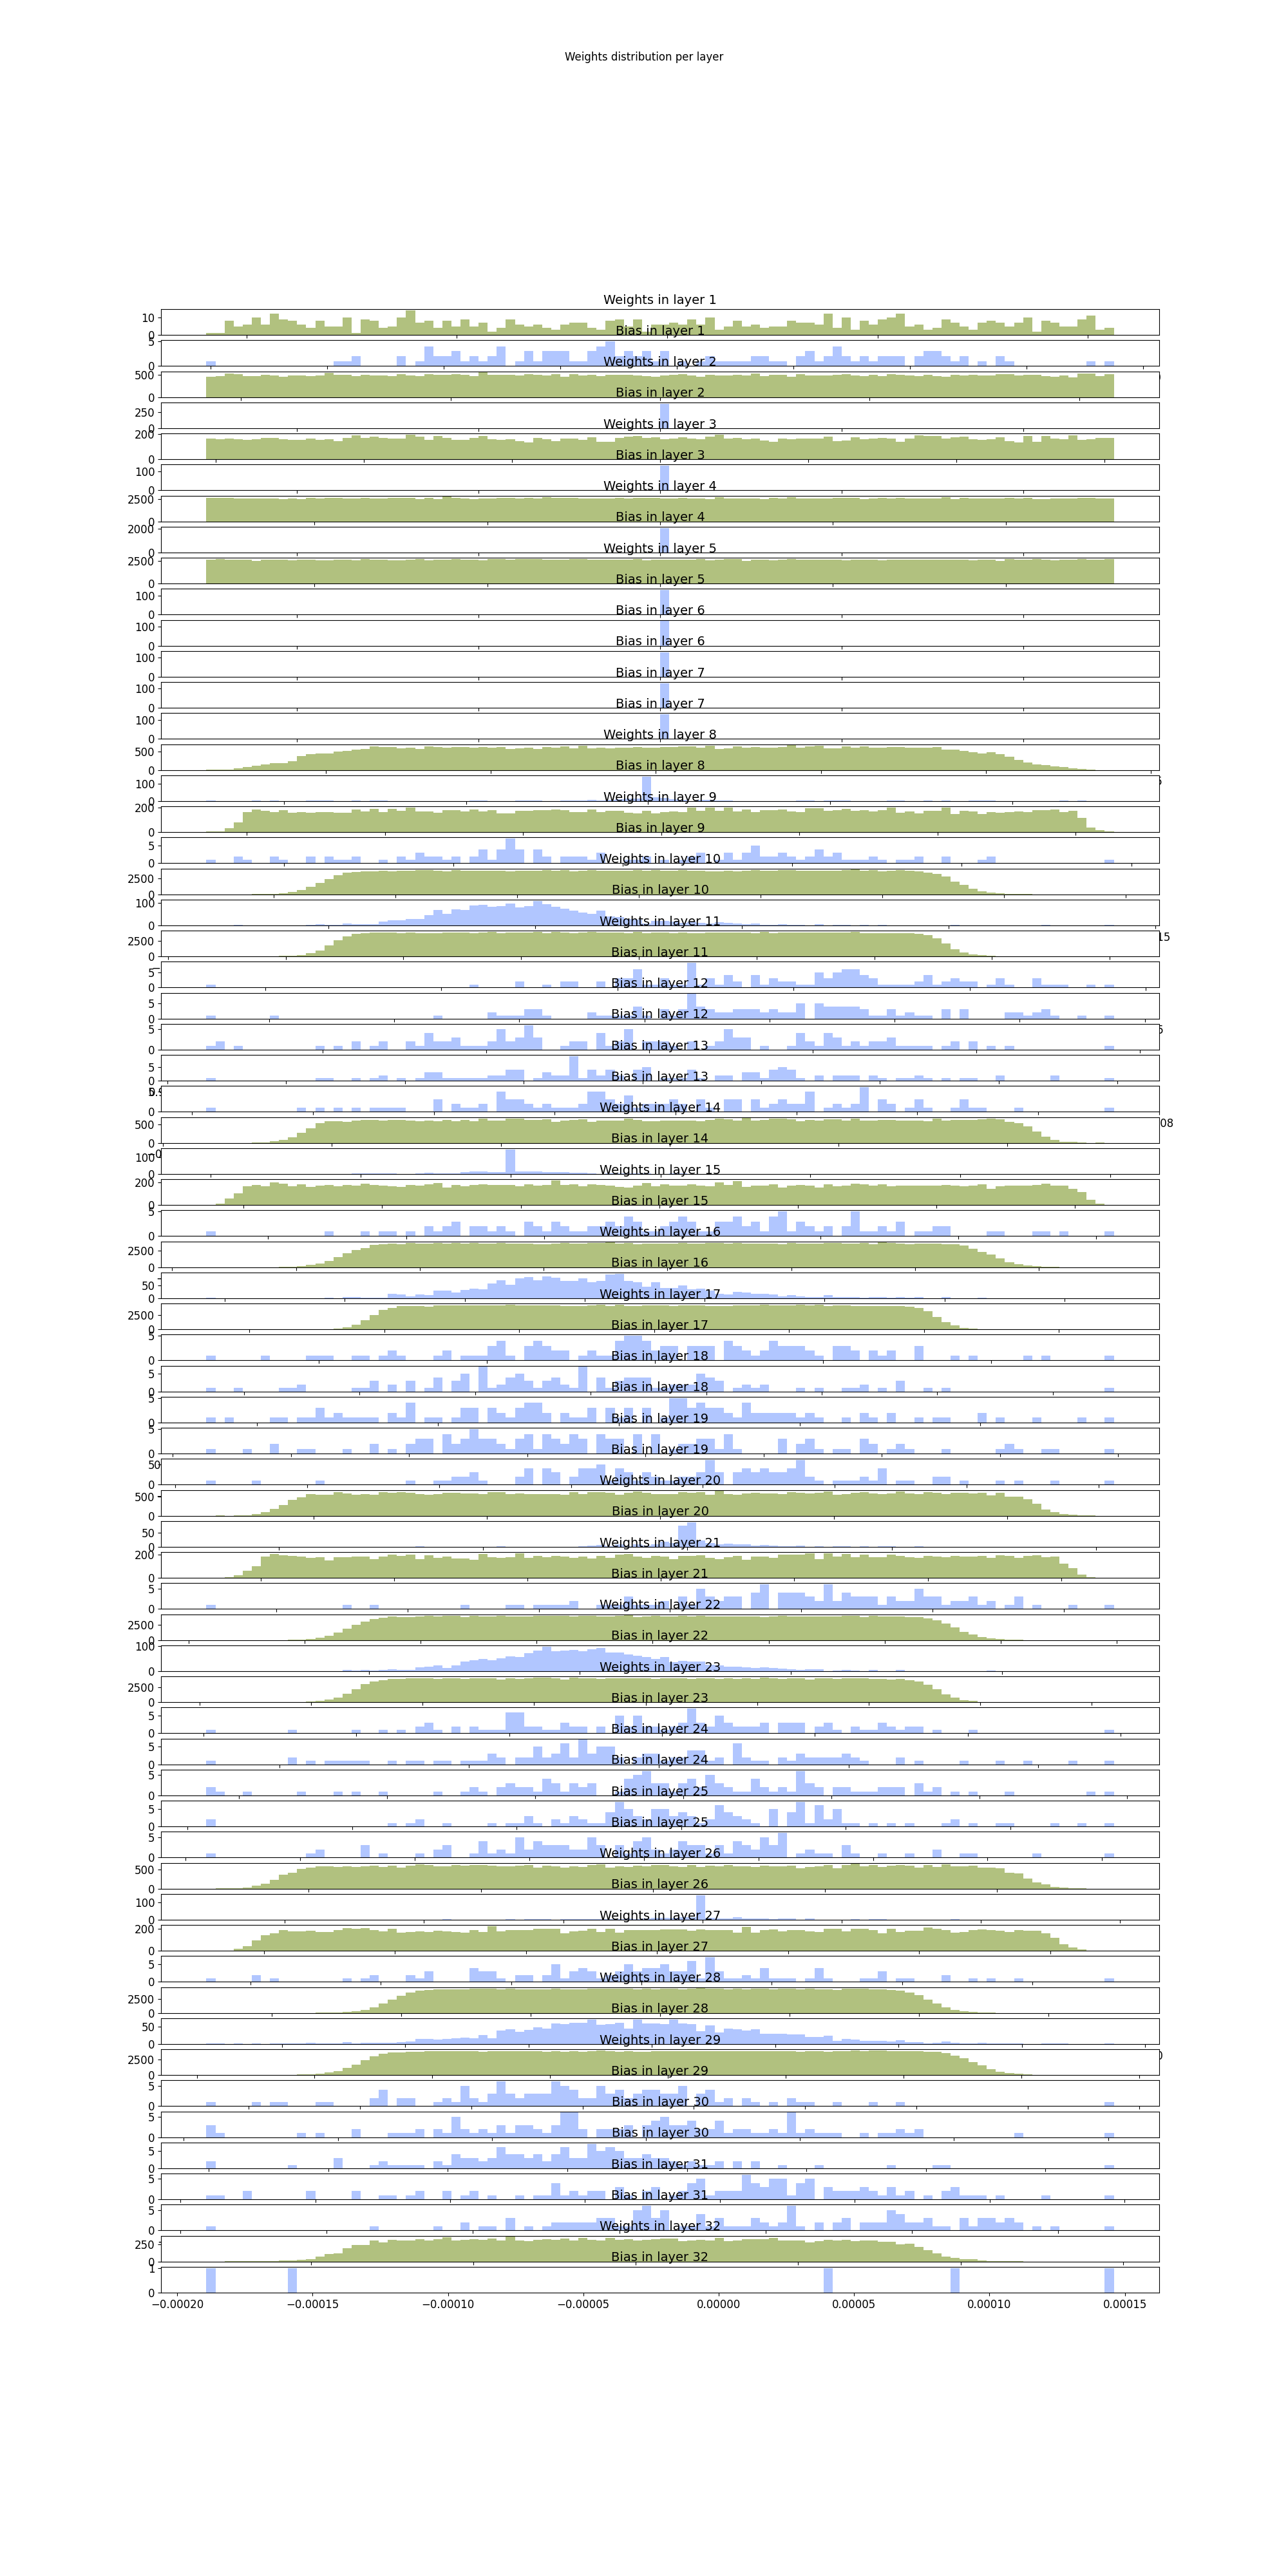 Weights distribution per layer
Weights in layer 1
10
0
Bias in layer 1
5
0
Weights in layer 2
500
0
Bias in layer 2
250
0
Weights in layer 3
200
0
Bias in layer 3
100
0
Weights in layer 4
2500
0
Bias in layer 4
2000
0
Weights in layer 5
2500
0
Bias in layer 5
100
0
Bias in layer 6
100
0
Bias in layer 6
100
0
Bias in layer 7
100
0
Bias in layer 7
100
0
Weights in layer 8
500
0
Bias in layer 8
100
0
Weights in layer 9
200
0
Bias in layer 9
5
0
Weights in layer 10
2500
0
Bias in layer 10
100
0
Weights in layer 11
2500
0
15
Bias in layer 11
5
0
Bias in layer 12
5
0
Bias in layer 12
5
0
Bias in layer 13
5
0
Bias in layer 13
0
Weights in layer 14
500
0
08
Bias in layer 14
100
0
Weights in layer 15
200
0
Bias in layer 15
5
0
Weights in layer 16
2500
0
Bias in layer 16
50
0
Weights in layer 17
2500
0
Bias in layer 17
5
0
Bias in layer 18
5
0
Bias in layer 18
5
0
Bias in layer 19
5
0
Bias in layer 19
0
Weights in layer 20
500
0
Bias in layer 20
50
0
Weights in layer 21
200
0
Bias in layer 21
5
0
Weights in layer 22
2500
0
Bias in layer 22
100
0
Weights in layer 23
2500
0
Bias in layer 23
5
0
Bias in layer 24
5
0
Bias in layer 24
5
0
Bias in layer 25
5
0
Bias in layer 25
5
0
Weights in layer 26
500
0
Bias in layer 26
100
0
Weights in layer 27
200
0
Bias in layer 27
5
0
Weights in layer 28
2500
0
Bias in layer 28
50
0
Weights in layer 29
2500
0
Bias in layer 29
5
0
Bias in layer 30
5
0
Bias in layer 30
5
0
Bias in layer 31
5
0
Bias in layer 31
5
0
Weights in layer 32
250
0
Bias in layer 32
1
0
−0.00020 −0.00015 −0.00010 −0.00005 0.00000 0.00005 0.00010 0.00015